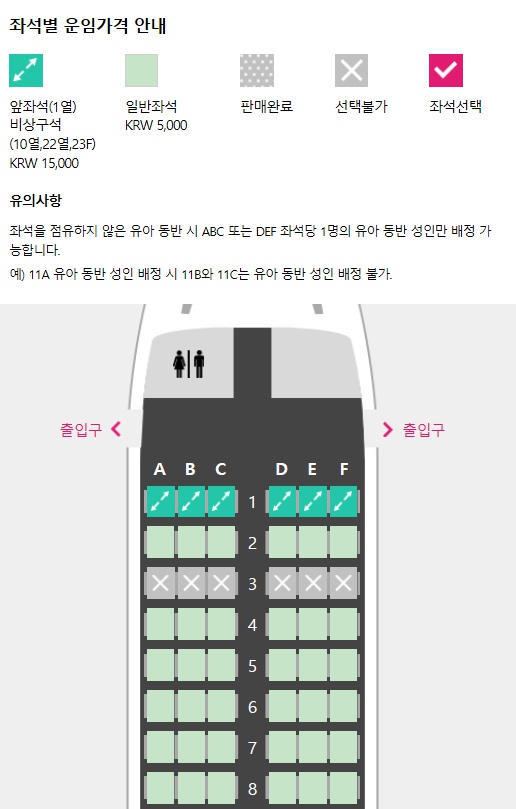 좌석별 운임가격 안내
앞좌석(1열)
비상구석
(10열,22열,23F)
KRW 15,000
일반좌석
KRW 5,000
판매완료
선택불가
좌석선택
유의사항
좌석을 점유하지 않은 유아 동반 시 ABC 또는 DEF 좌석당 1명의 유아 동반 성인만 배정 가
능합니다.
예) 11A 유아 동반 성인 배정 시 11B와 11C는 유아 동반 성인 배정 불가.
출입구 출입구
A B C D E F
1
2
3
4
5
6
7
8